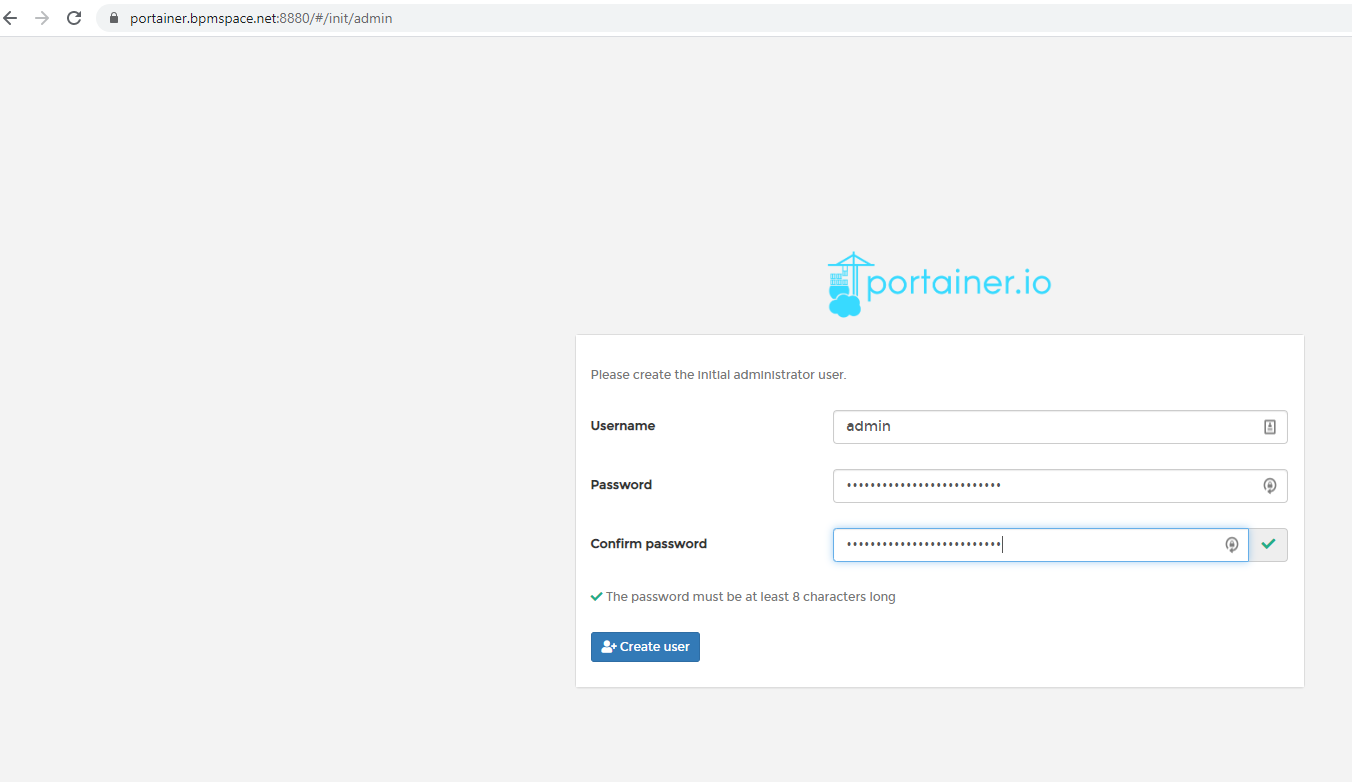 portainer.bpmspace.net:8880/#/init/admin
portainer.io
Please create the initial administrator user.
Username
admin
Password
Confirm password
The password must be at least 8 characters long
Create user